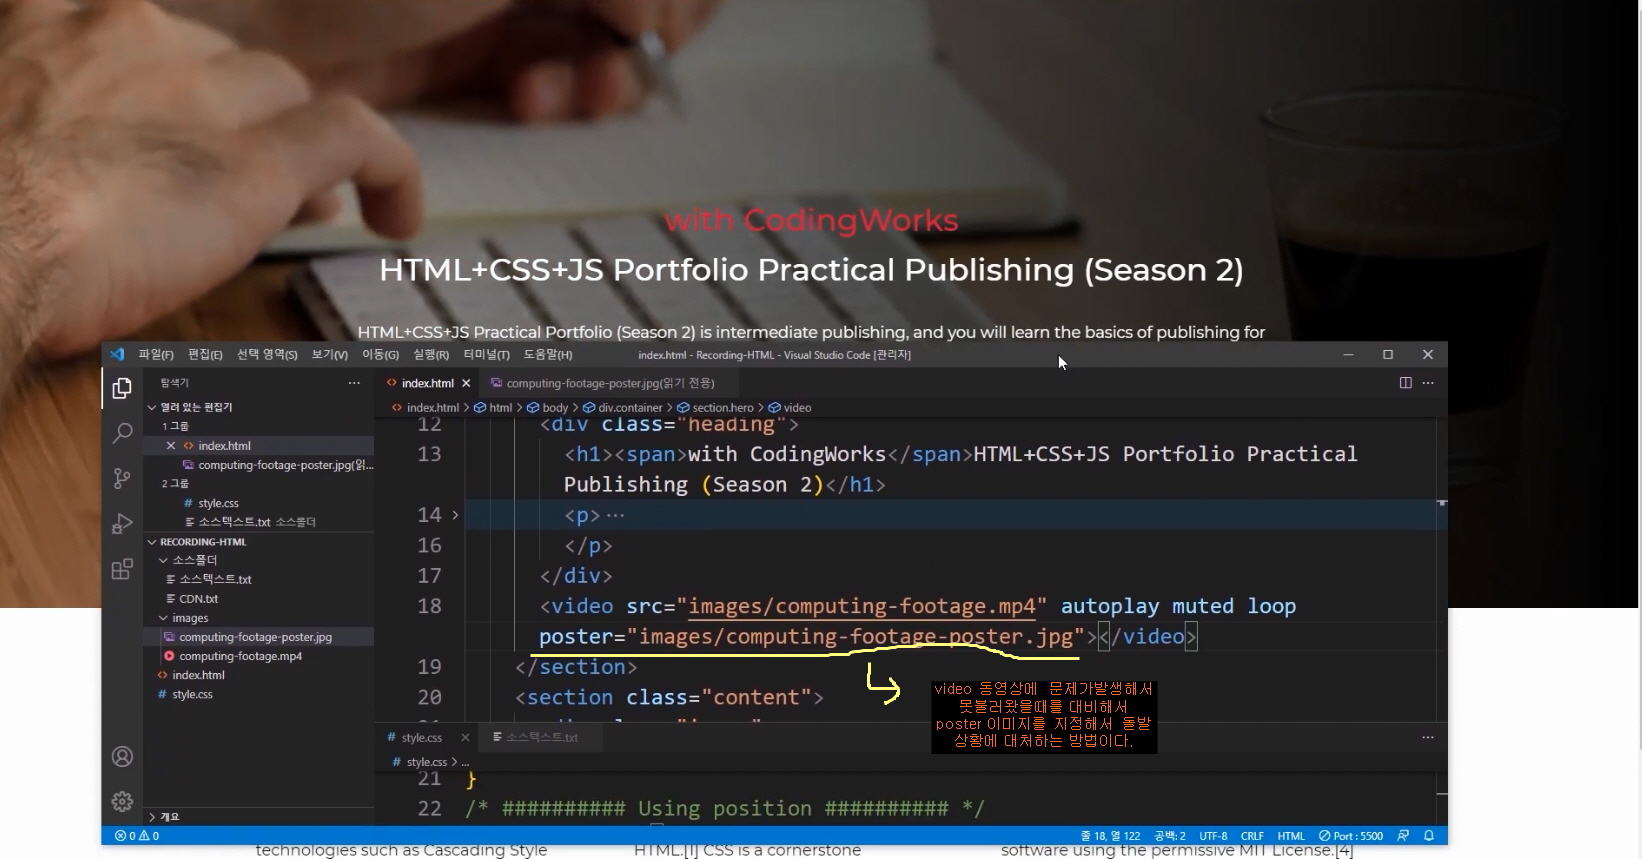 with CodingWorks
HTML+CSS+JS Portfolio Practical Publishing (Season 2)
HTML+CSS+JS Practical Portfolio (Season 2) is intermediate publishing, and you will learn the basics of publishing for
파일(F) 편집(E) 선택 영역(S) 보기(V) 이동(G) 실행(R) 터미널(T) 도움말(H) index.html - Recording-HTML - Visual Studio Code [관리자]
탐색기 ...
열려 있는 편집기
1 그룹
index.html
computing-footage-poster.jpg(읽...
2 그룹
# style.css
소스텍스트.txt 소스폴더
RECORDING-HTML
소스폴더
소스텍스트.txt
CDN.txt
images
computing-footage-poster.jpg
computing-footage.mp4
index.html
# style.css
개요
index.html computing-footage-poster.jpg(읽기 전용)
index.html > html > body > div.container > section.hero > video
12 <div class="heading">
13 <h1><span>with CodingWorks</span>HTML+CSS+JS Portfolio Practical
Publishing (Season 2)</h1>
14 <p>...
16 </p>
17 </div>
18 <video src="images/computing-footage.mp4" autoplay muted loop
poster="images/computing-footage-poster.jpg"></video>
19 </section>
20 <section class="content">
video 동영상에 문제가발생해서
못불러왔을때를 대비해서
poster 이미지를 지정해서 돌발
상황에 대처하는 방법이다.
# style.css 소스텍스트.txt ...
# style.css > ...
21 }
22 /* ########## Using position ########## */
0 0 줄 18, 열 122 공백: 2 UTF-8 CRLF HTML Port : 5500
technologies such as Cascading Style
HTML.[1] CSS is a cornerstone
software using the permissive MIT License.[4]